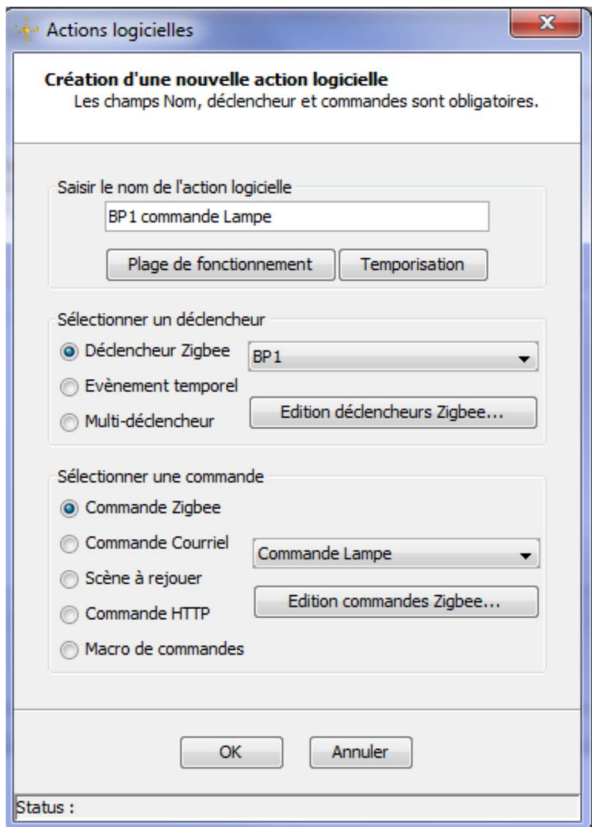 Actions logicielles
Création d'une nouvelle action logicielle
Les champs Nom, déclencheur et commandes sont obligatoires.
Saisir le nom de l'action logicielle
BP1 commande Lampe
Plage de fonctionnement
Temporisation
Sélectionner un déclencheur
Déclencheur Zigbee
BP1
Evènement temporel
Multi-déclencheur
Edition déclencheurs Zigbee...
Sélectionner une commande
Commande Zigbee
Commande Courriel
Commande Lampe
Scène à rejouer
Edition commandes Zigbee...
Commande HTTP
Macro de commandes
OK
Annuler
Status :